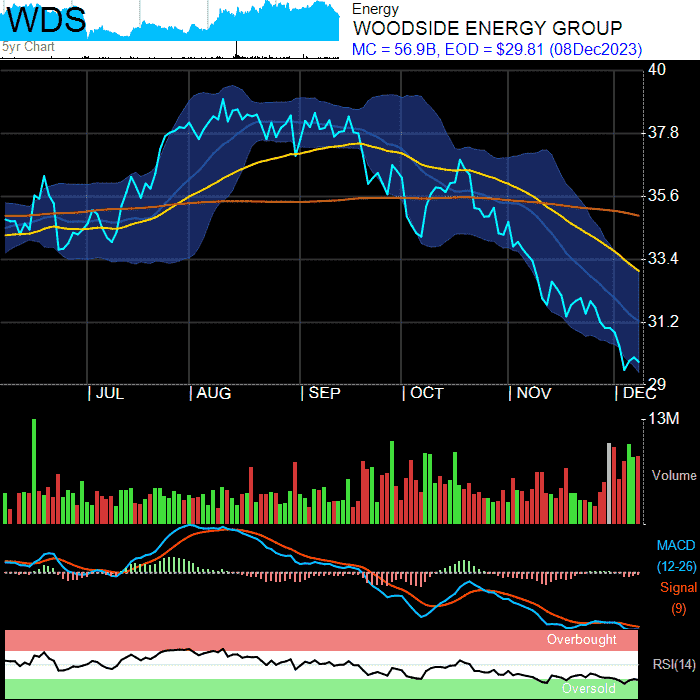 WDS
5yr Chart
Energy
WOODSIDE ENERGY GROUP
MC = 56.9B, EOD = $29.81 (08Dec2023)
40
37.8
35.6
33.4
31.2
29
JUL AUG SEP OCT NOV DEC
13M
Volume
MACD
(12-26)
Signal
(9)
Overbought
RSI(14)
Oversold